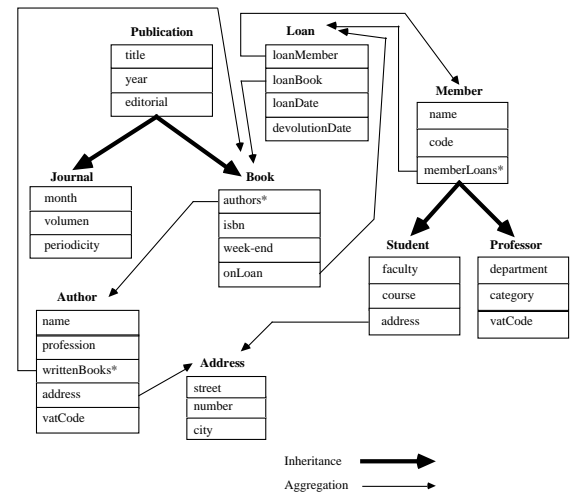 Publication
title
year
editorial
Loan
loanMember
loanBook
loanDate
devolutionDate
Member
name
code
memberLoans*
Journal
month
volumen
periodicity
Book
authors*
isbn
week-end
onLoan
Student
faculty
course
address
Professor
department
category
vatCode
Author
name
profession
writtenBooks*
address
vatCode
Address
street
number
city
Inheritance
Aggregation